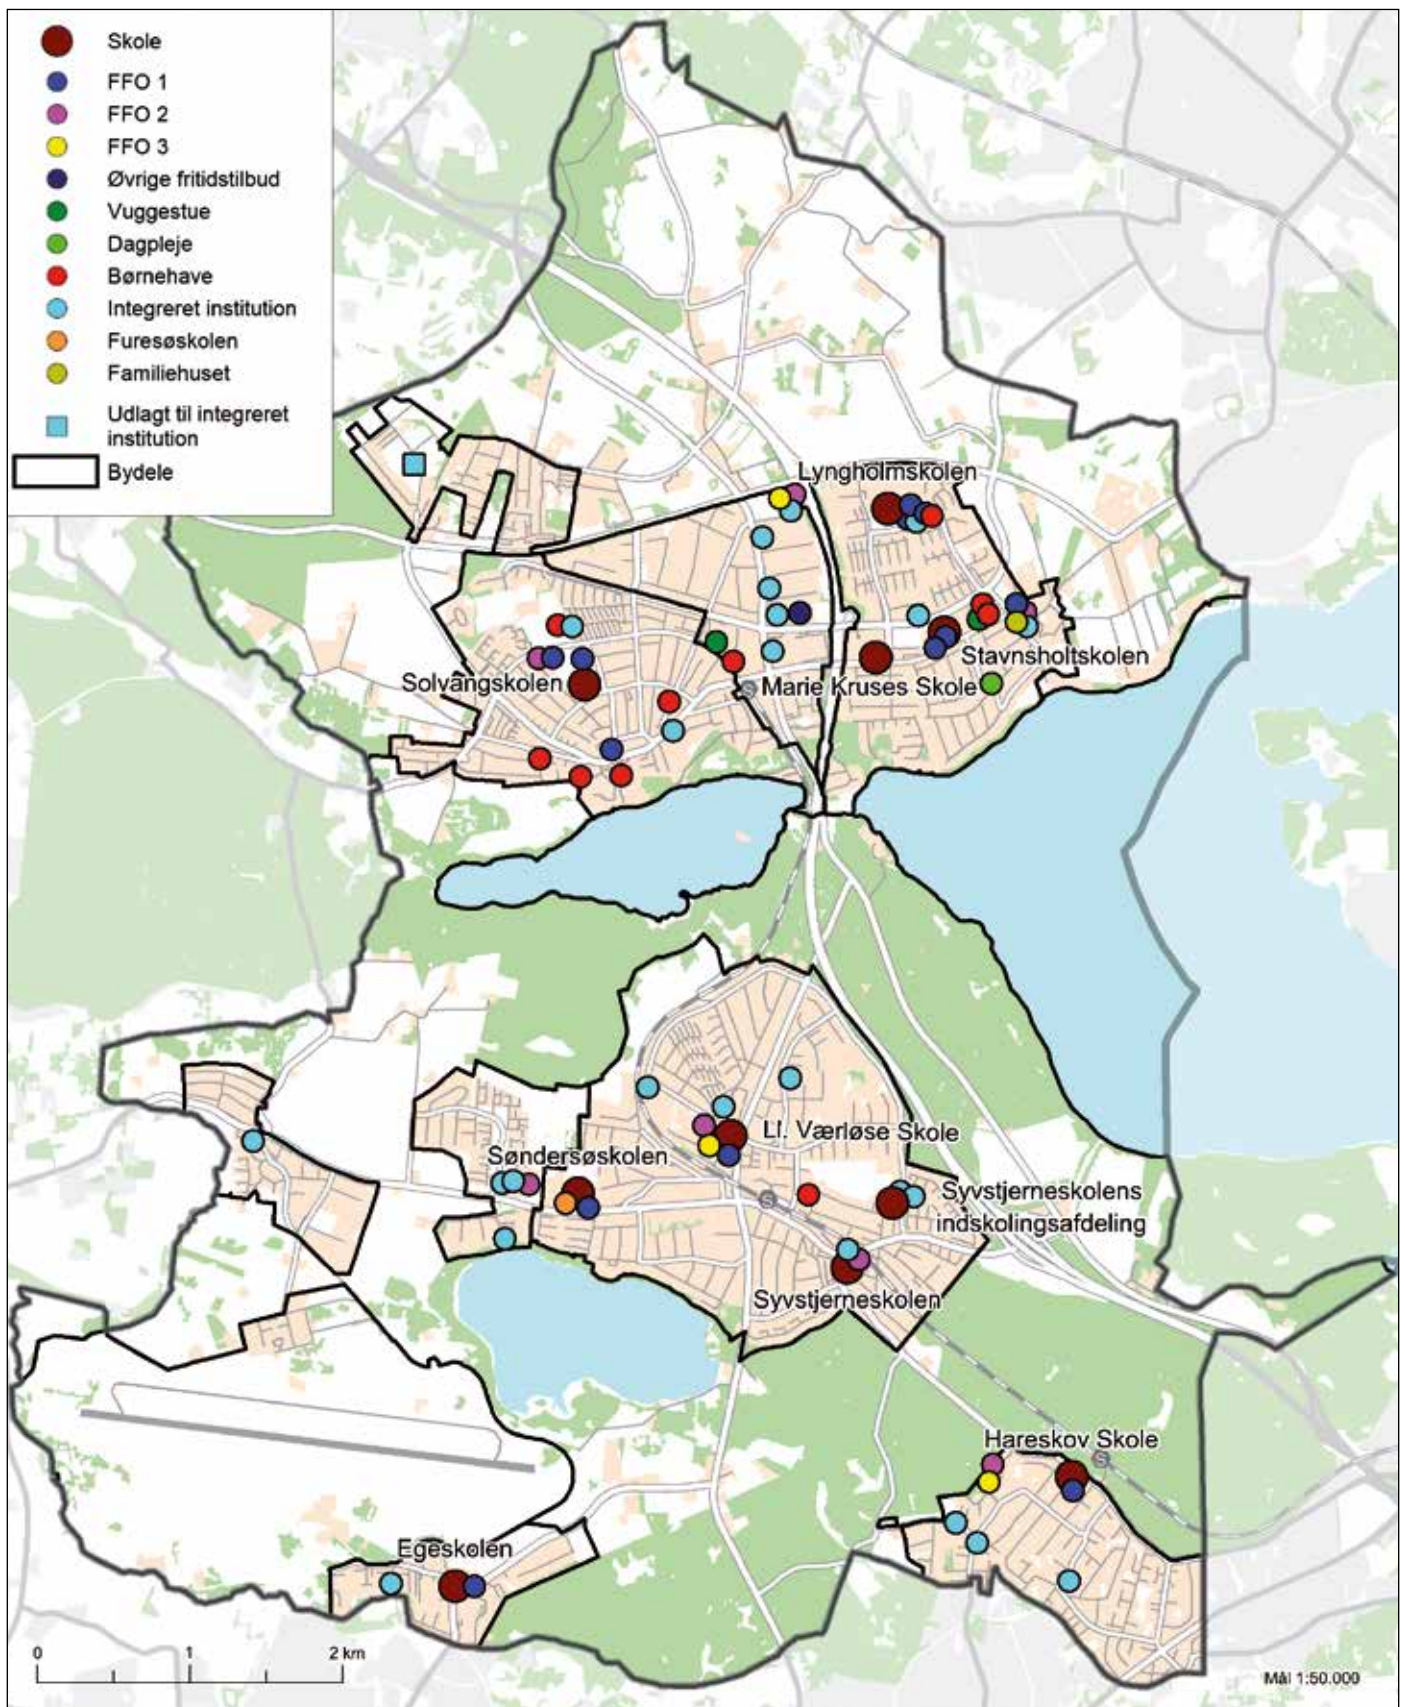 Skole
FFO 1
FFO 2
FFO 3
Øvrige fritidstilbud
Vuggestue
Dagpleje
Børnehave
Integreret institution
Furesøskolen
Familiehuset
Udlagt til integreret
institution
Bydele
Lyngholmskolen
Stavnsholtskolen
Solvangskolen
S
Marie Kruses Skole
Ll. Værløse Skole
Søndersøskolen
S
Syvstjerneskolens
indskolingsafdeling
Syvstjerneskolen
Hareskov Skole
S
Egeskolen
0 1 2 km
Mål 1:50.000